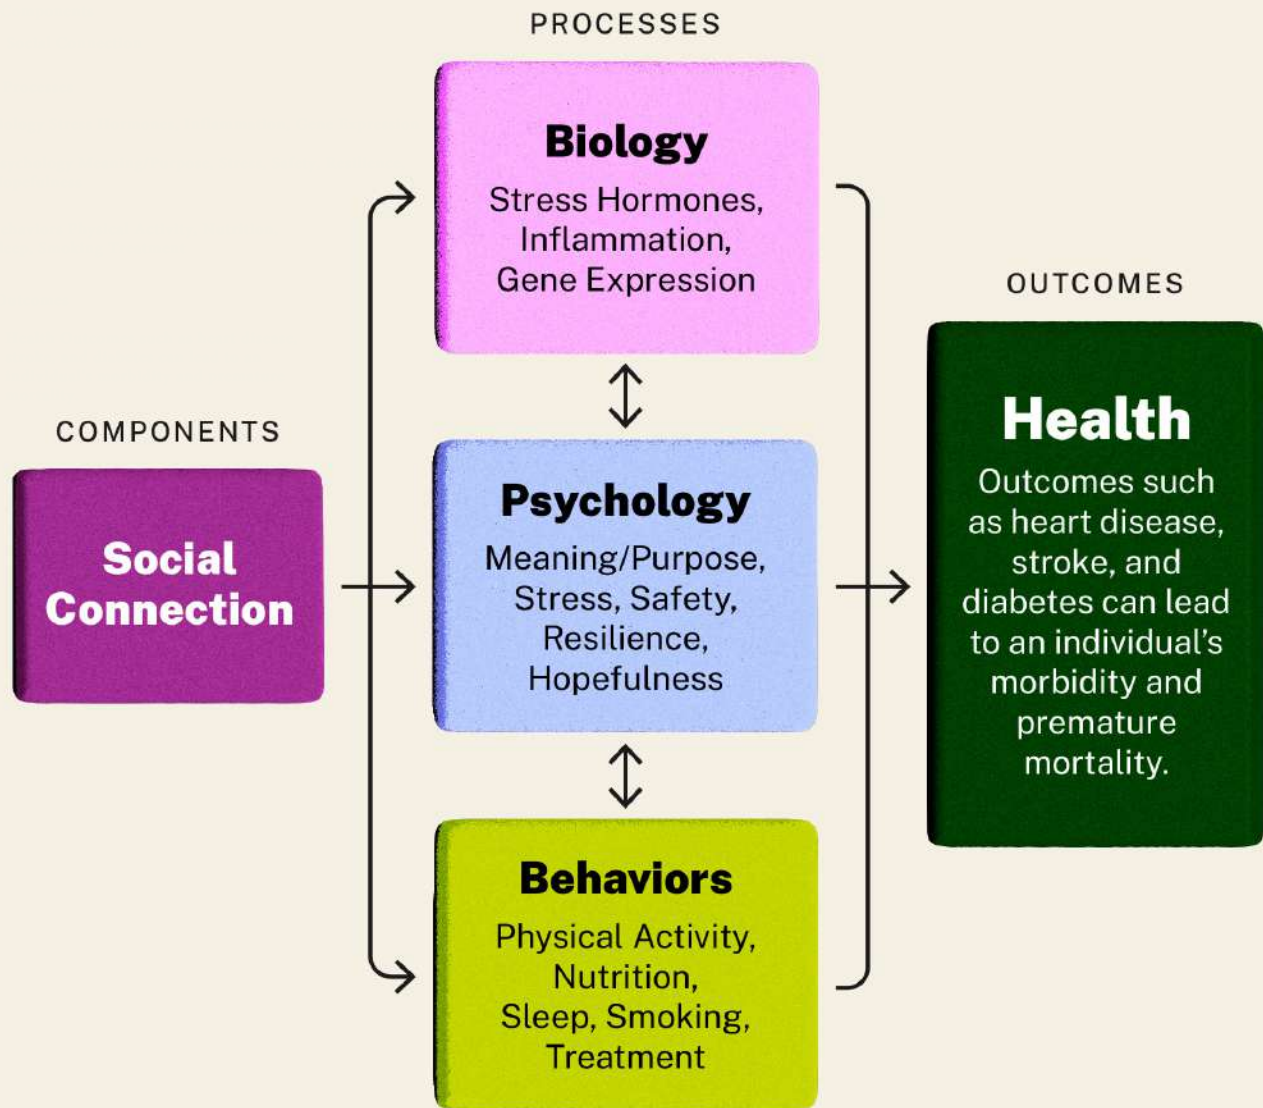 PROCESSES
Biology
Stress Hormones,
Inflammation,
Gene Expression
COMPONENTS
Social
Connection
Psychology
Meaning/Purpose,
Stress, Safety,
Resilience,
Hopefulness
Behaviors
Physical Activity,
Nutrition,
Sleep, Smoking,
Treatment
OUTCOMES
Health
Outcomes such
as heart disease,
stroke, and
diabetes can lead
to an individual’s
morbidity and
premature
mortality.